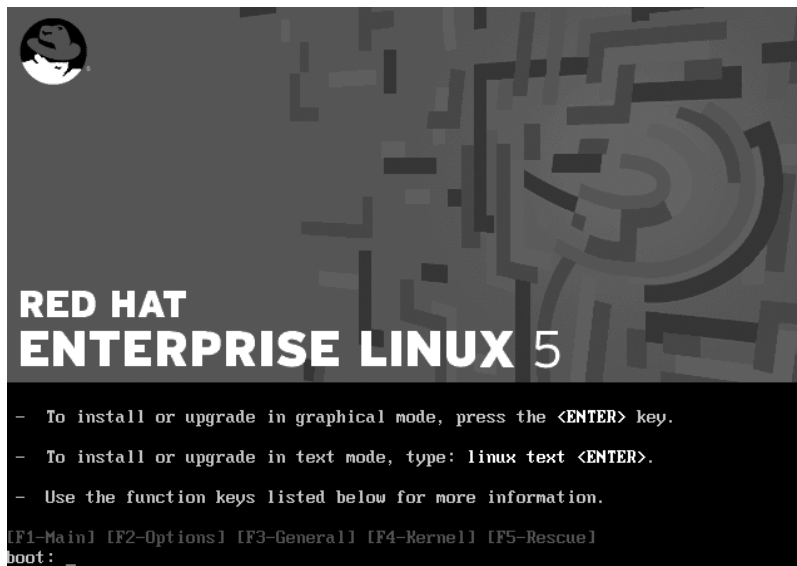 RED HAT
ENTERPRISE LINUX 5
- To install or upgrade in graphical mode, press the <ENTER> key.
- To install or upgrade in text mode, type: linux text <ENTER>.
- Use the function keys listed below for more information.
[F1-Main] [F2-Options] [F3-General] [F4-Kernel] [F5-Rescue]
boot: _